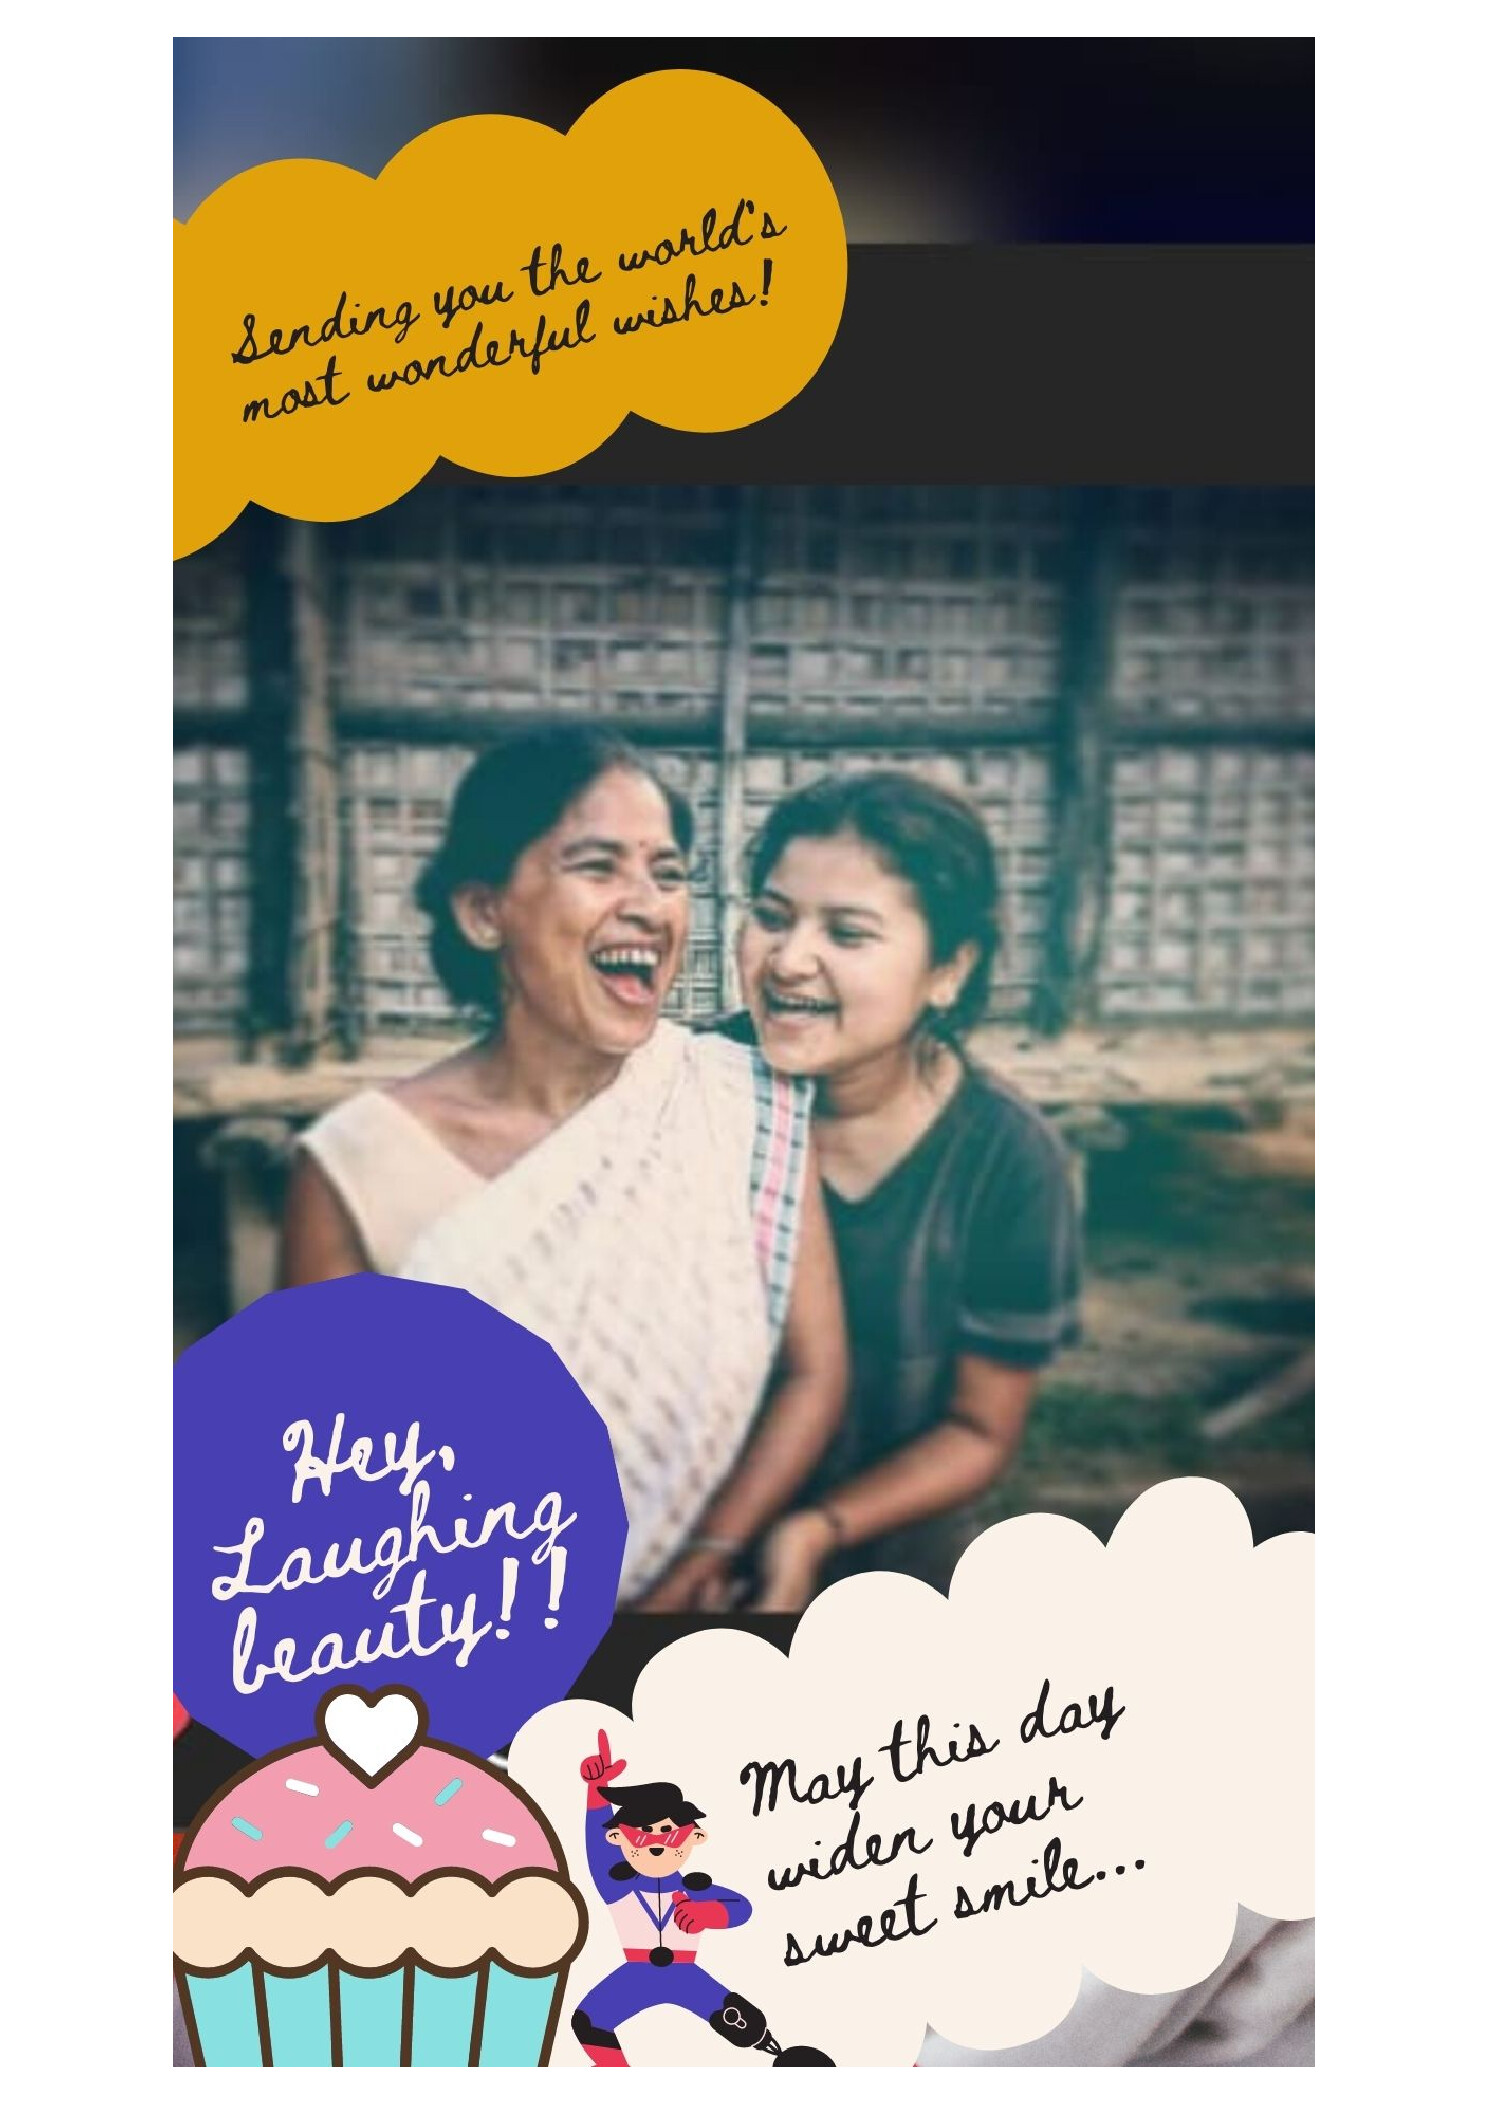 Sending you the world's
most wonderful wishes!
Hey,
Laughing
beauty!!
May this day
widen your
sweet smile...